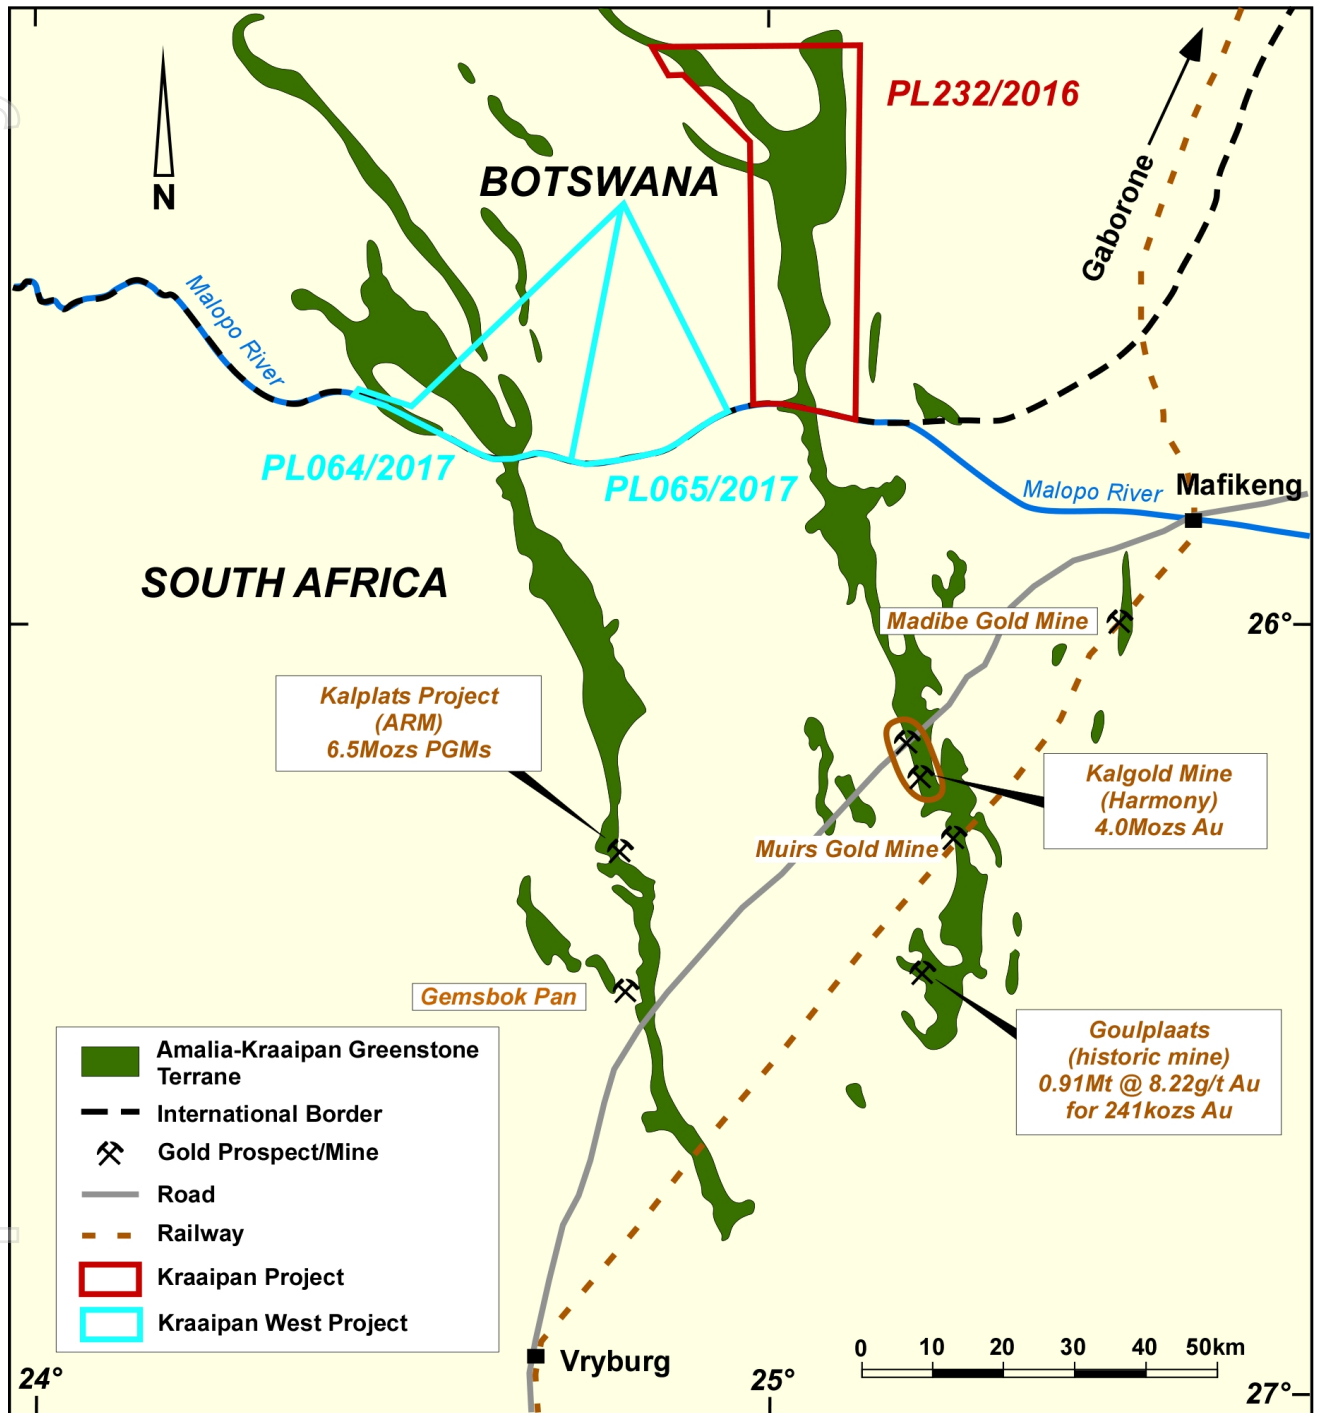 PL232/2016
BOTSWANA
N
Gaborone
Malopo River
PL064/2017
PL065/2017
Malopo River
Mafikeng
SOUTH AFRICA
Madibe Gold Mine
26°
Kalplats Project
(ARM)
6.5Mozs PGMs
Kalgold Mine
(Harmony)
4.0Mozs Au
Muirs Gold Mine
Gemsbok Pan
Goulplaats
(historic mine)
0.91Mt @ 8.22g/t Au
for 241kozs Au
Amalia-Kraaipan Greenstone
Terrane
International Border
Gold Prospect/Mine
Road
Railway
Kraaipan Project
Kraaipan West Project
Vryburg
0 10 20 30 40 50km
24°
25°
27°